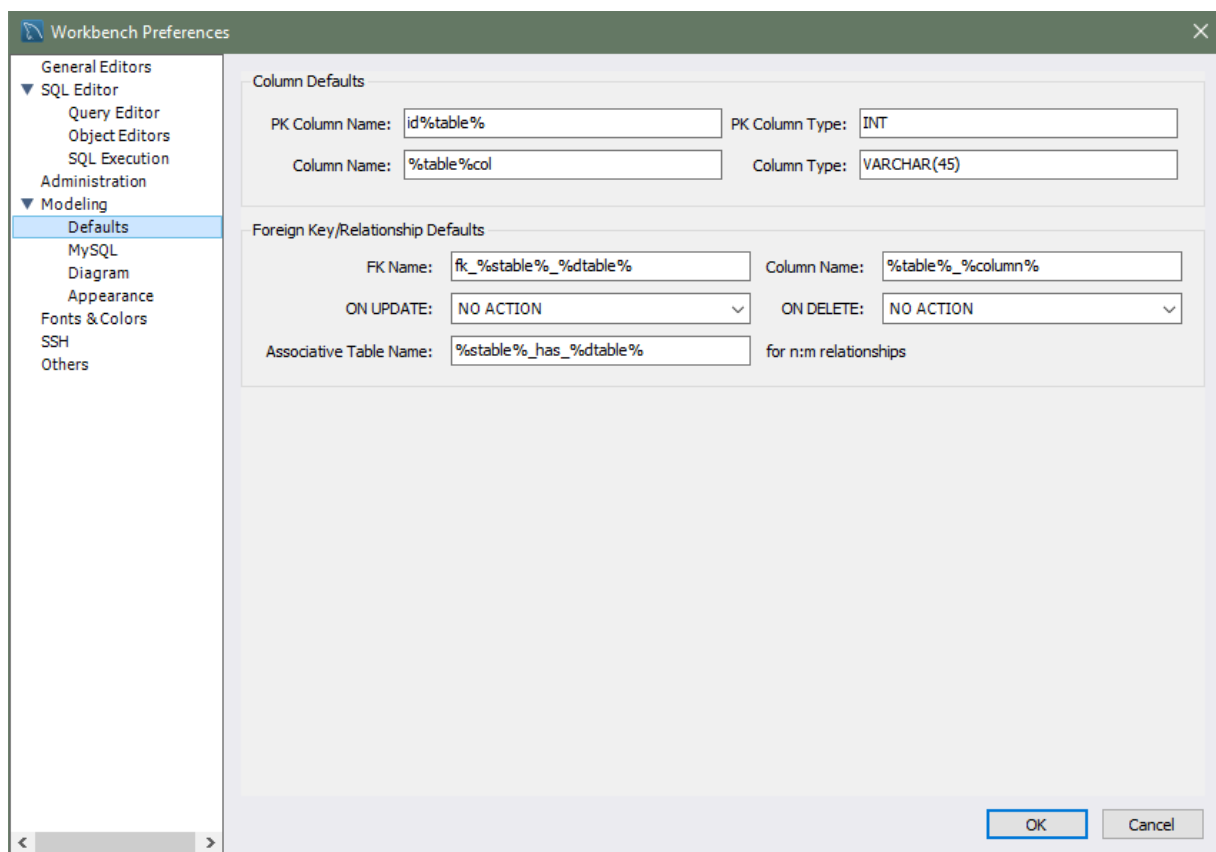 Workbench Preferences
General Editors
SQL Editor
Query Editor
Object Editors
SQL Execution
Administration
Modeling
Defaults
MySQL
Diagram
Appearance
Fonts & Colors
SSH
Others
Column Defaults
PK Column Name: id%table% PK Column Type: INT
Column Name: %table%col Column Type: VARCHAR(45)
Foreign Key/Relationship Defaults
FK Name: fk_%stable%_%dtable% Column Name: %table%_%column%
ON UPDATE: NO ACTION ON DELETE: NO ACTION
Associative Table Name: %stable%_has_%dtable% for n:m relationships
OK Cancel